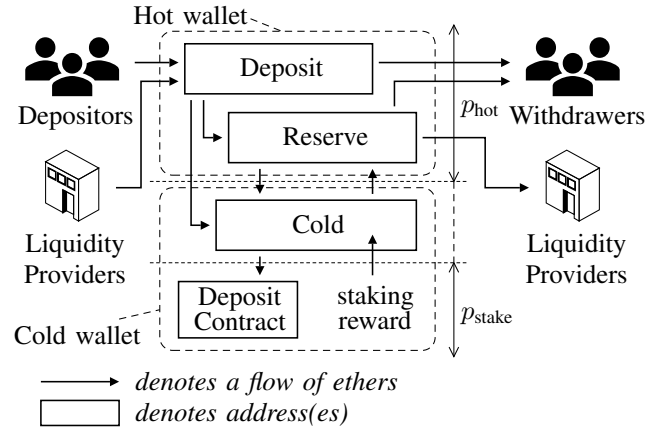 Hot wallet
Deposit
Depositors
Withdrawers
p_hot
Reserve
Liquidity
Providers
Cold
Liquidity
Providers
Deposit
Contract
staking
reward
p_stake
Cold wallet
denotes a flow of ethers
denotes address(es)